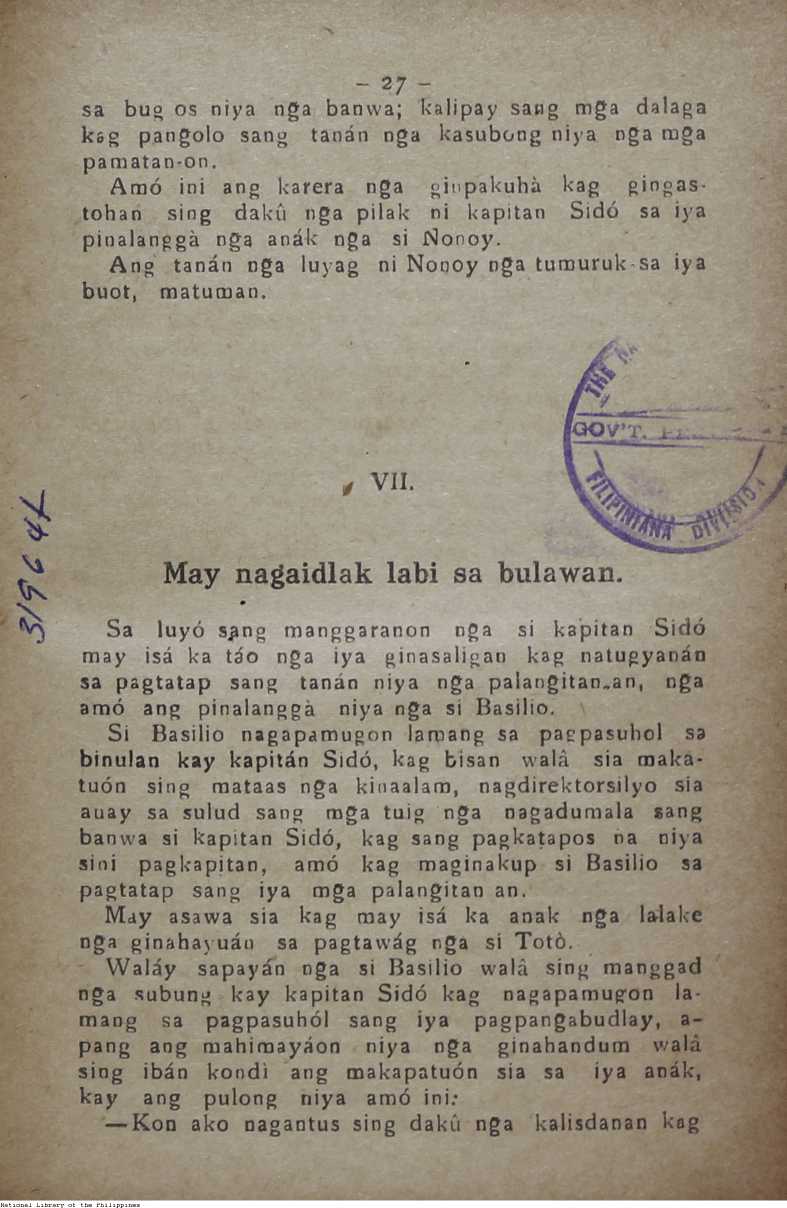 — 27 —
sa bug os niya nga banwa; kalipay sang mga dalaga
kag pangolo sang tanán nga kasubong niya nga mga
pamatan-on.
Amó ini ang karera nga ginpakuhà kag gingas-
tohan sing dakû nga pilak ni kapitan Sidó sa iya
pinalanggà nga anák nga si Nonoy.
Ang tanán nga luyag ni Nonoy nga tumuruk sa iya
buot, matuman.
THE NA
GOV'T.
FILIPINIANA DIVISIO
VII.
31964L
May nagaidlak labi sa bulawan.
Sa luyó sang manggaranon nga si kapitan Sidó
may isá ka táo nga iya ginasaligan kag natugyanán
sa pagtatap sang tanán niya nga palangitan-an, nga
amó ang pinalanggà niya nga si Basilio.
Si Basilio nagapamugon lamang sa pagpasuhol sa
binulan kay kapitán Sidó, kag bisan walâ sia maka-
tuón sing mataas nga kinaalam, nagdirektorsilyo sia
anay sa sulud sang mga tuig nga nagadumala sang
banwa si kapitan Sidó, kag sang pagkatapos na niya
sini pagkapitan, amó kag maginakup si Basilio sa
pagtatap sang iya mga palangitan an.
May asawa sia kag may isá ka anak nga lalake
nga ginahayuán sa pagtawág nga si Totò.
Waláy sapayán nga si Basilio walâ sing manggad
nga subung kay kapitan Sidó kag nagapamugon la-
mang sa pagpasuhól sang iya pagpangabudlay, a-
pang ang mahimayáon niya nga ginahandum walâ
sing ibán kondì ang makapatuón sia sa iya anák,
kay ang pulong niya amó ini:
—Kon ako nagantus sing dakû nga kalisdanan kag
National Library of the Philippines